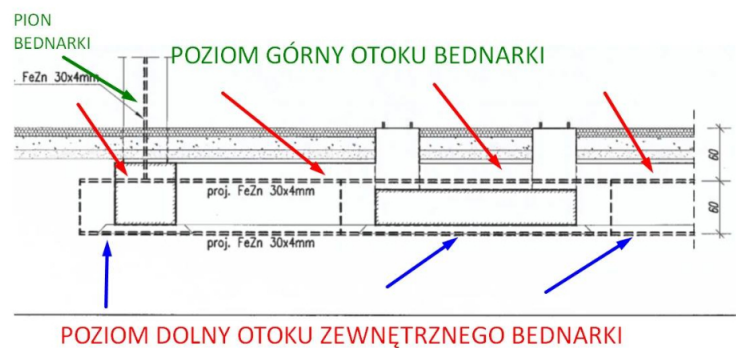 PION
BEDNARKI
POZIOM GÓRNY OTOKU BEDNARKI
. FeZn 30x4mm
60
proj. FeZn 30x4mm
60
proj. FeZn 30x4mm
POZIOM DOLNY OTOKU ZEWNĘTRZNEGO BEDNARKI